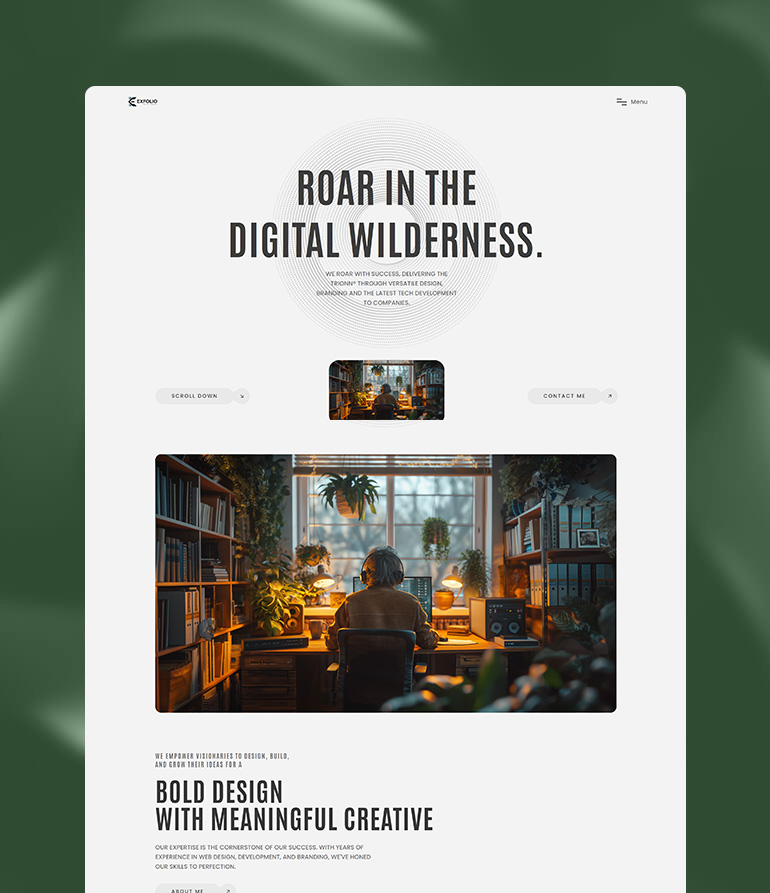 EXFOLIO
Menu
ROAR IN THE
DIGITAL WILDERNESS.
WE ROAR WITH SUCCESS, DELIVERING THE
TRIONN® THROUGH VERSATILE DESIGN,
BRANDING AND THE LATEST TECH DEVELOPMENT
TO COMPANIES.
SCROLL DOWN
CONTACT ME
WE EMPOWER VISIONARIES TO DESIGN, BUILD,
AND GROW THEIR IDEAS FOR A
BOLD DESIGN
WITH MEANINGFUL CREATIVE
OUR EXPERTISE IS THE CORNERSTONE OF OUR SUCCESS. WITH YEARS OF
EXPERIENCE IN WEB DESIGN, DEVELOPMENT, AND BRANDING, WE'VE HONED
OUR SKILLS TO PERFECTION.
ABOUT ME